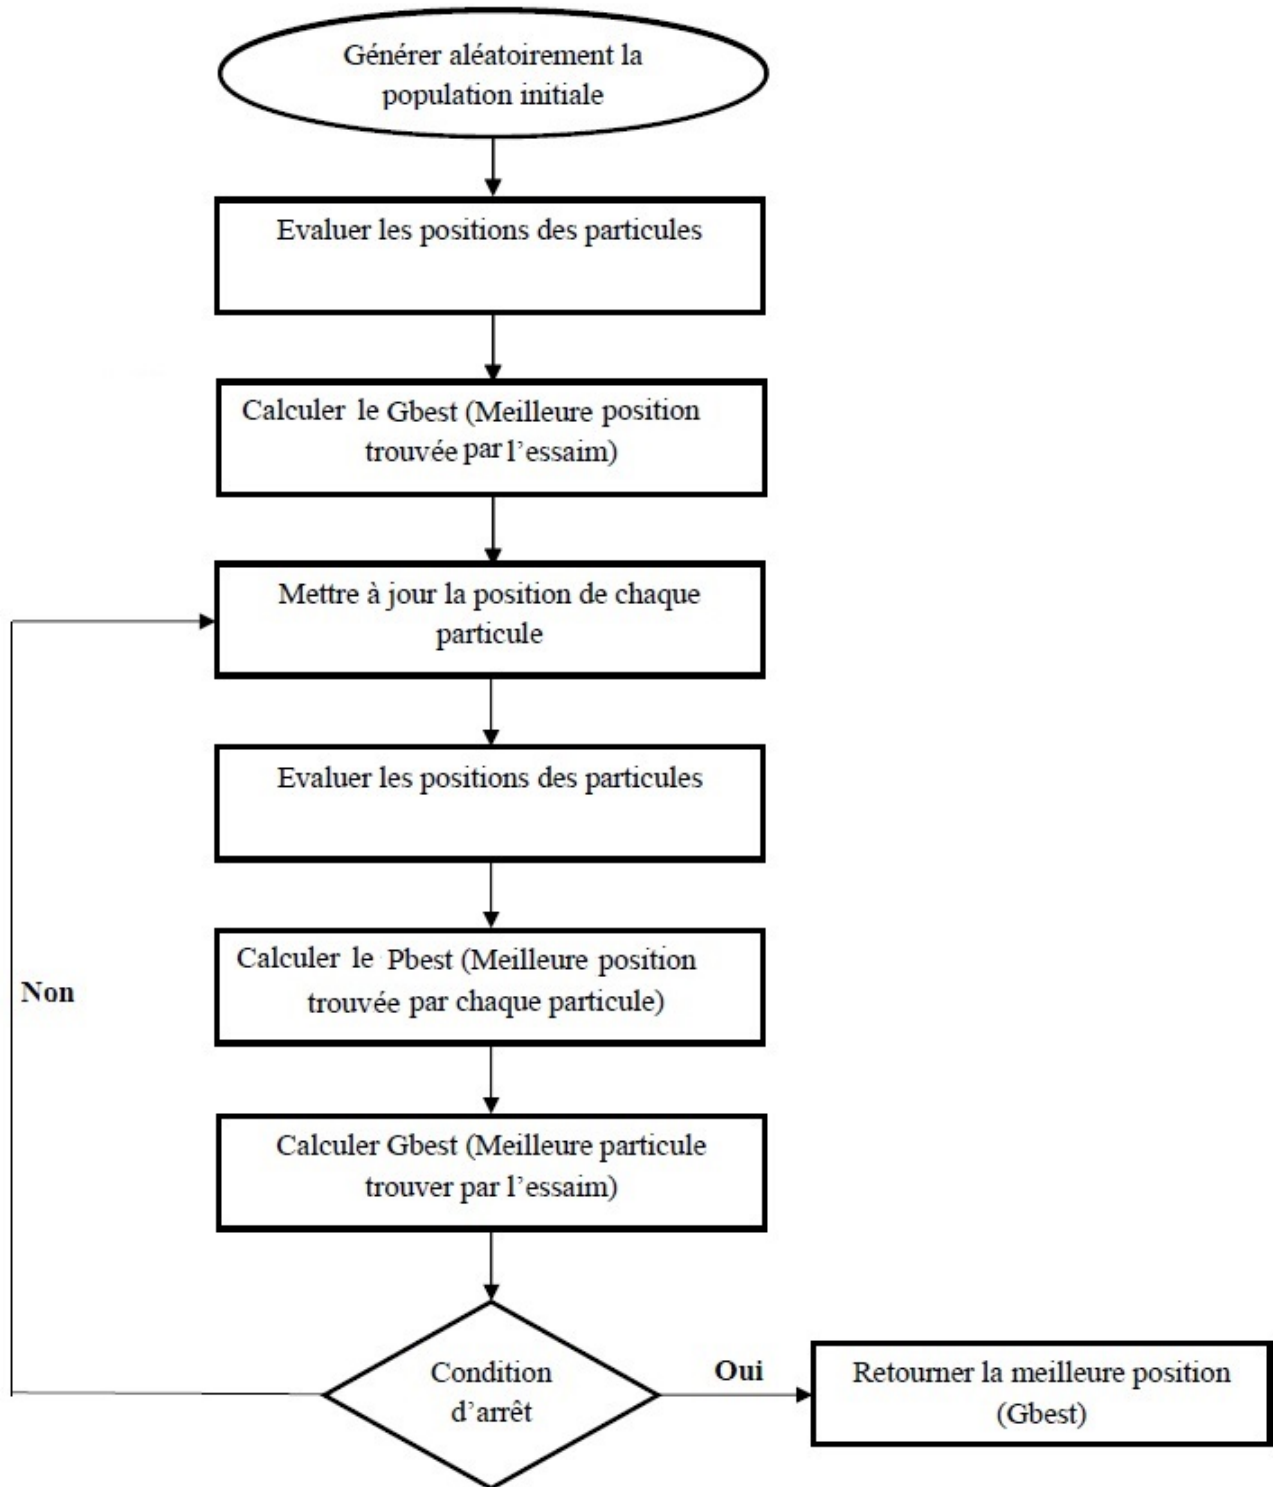 Générer aléatoirement la
population initiale
Evaluer les positions des particules
Calculer le Gbest (Meilleure position
trouvée par l'essaim)
Mettre à jour la position de chaque
particule
Evaluer les positions des particules
Calculer le Pbest (Meilleure position
trouvée par chaque particule)
Non
Calculer Gbest (Meilleure particule
trouver par l'essaim)
Condition
d'arrêt
Oui
Retourner la meilleure position
(Gbest)